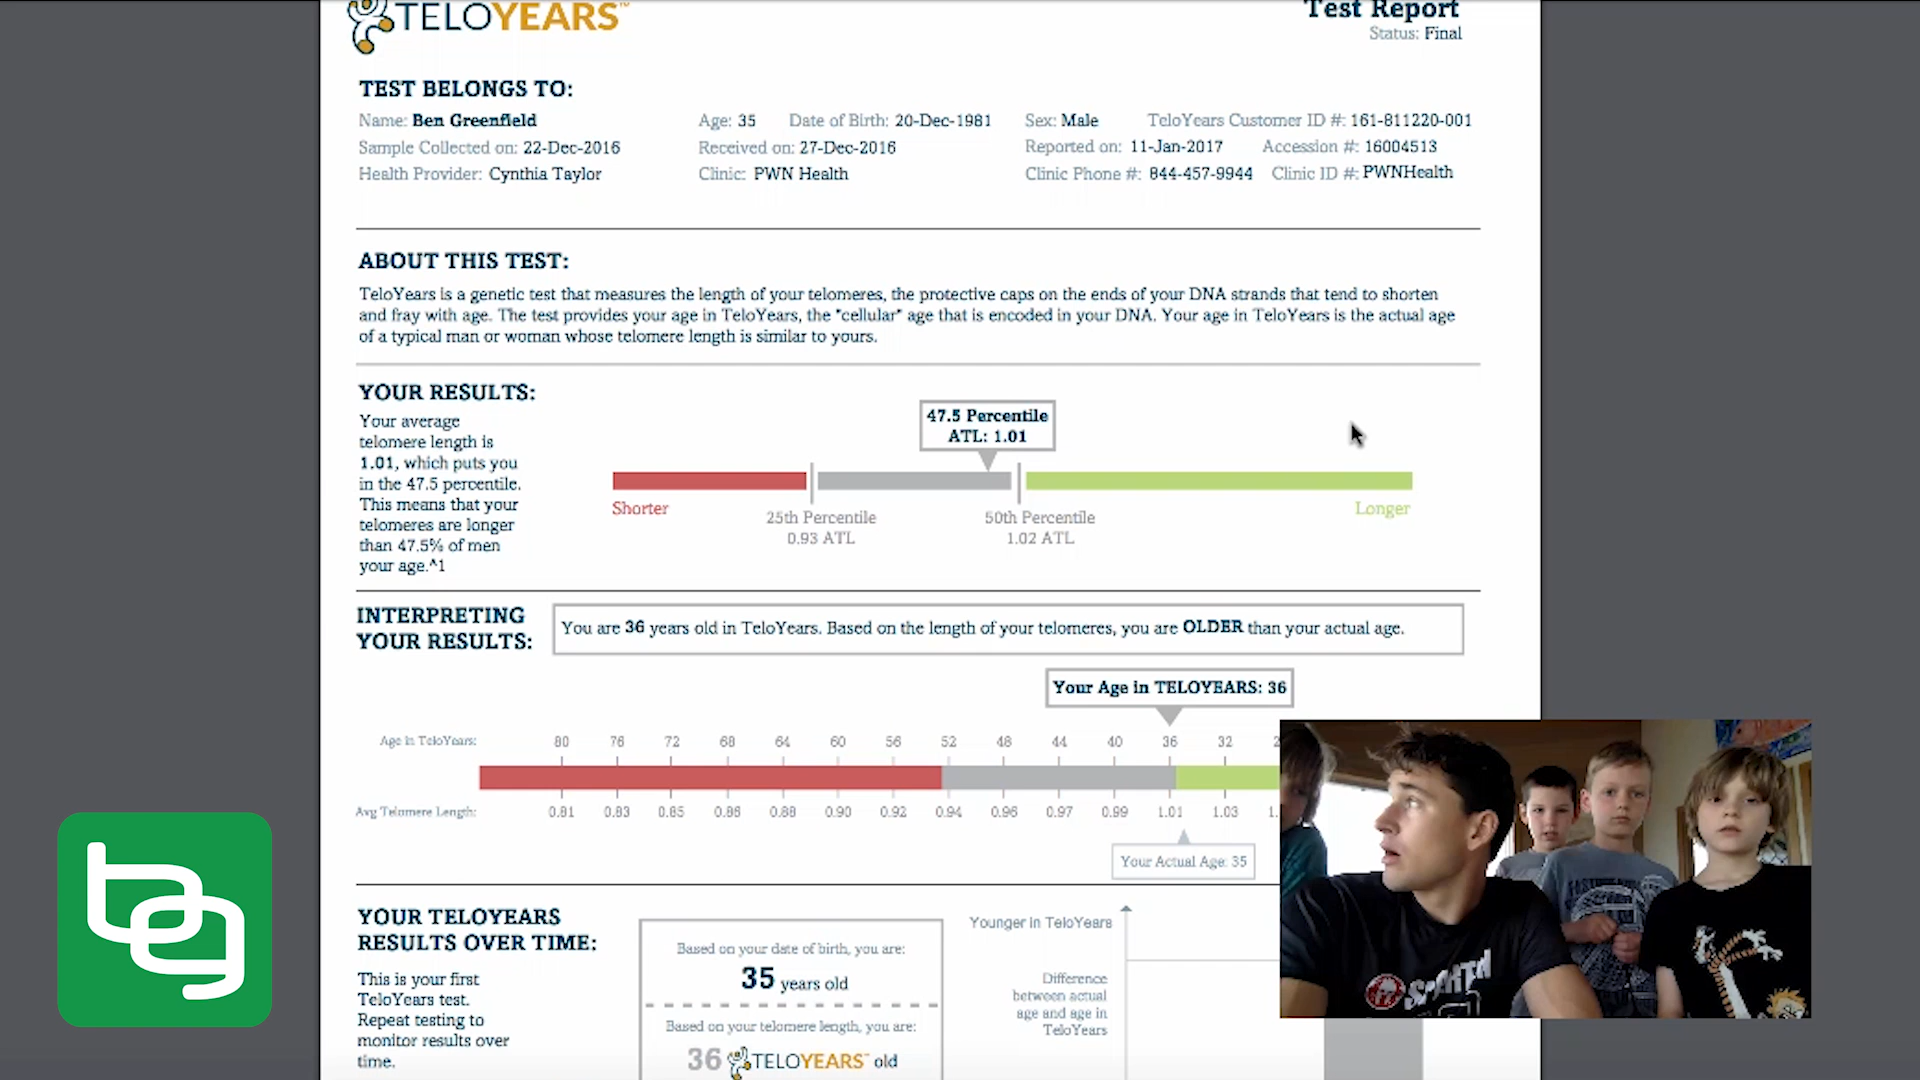 TELOYEARS™
Test Report
Status: Final
TEST BELONGS TO:
Name: Ben Greenfield Age: 35 Date of Birth: 20-Dec-1981 Sex: Male TeloYears Customer ID #: 161-811220-001
Sample Collected on: 22-Dec-2016 Received on: 27-Dec-2016 Reported on: 11-Jan-2017 Accession #: 16004513
Health Provider: Cynthia Taylor Clinic: PWN Health Clinic Phone #: 844-457-9944 Clinic ID #: PWNHealth
ABOUT THIS TEST:
TeloYears is a genetic test that measures the length of your telomeres, the protective caps on the ends of your DNA strands that tend to shorten
and fray with age. The test provides your age in TeloYears, the "cellular" age that is encoded in your DNA. Your age in TeloYears is the actual age
of a typical man or woman whose telomere length is similar to yours.
YOUR RESULTS:
Your average
telomere length is
1.01, which puts you
in the 47.5 percentile.
This means that your
telomeres are longer
than 47.5% of men
your age.^1
47.5 Percentile
ATL: 1.01
Shorter
25th Percentile
0.93 ATL
50th Percentile
1.02 ATL
Longer
INTERPRETING
YOUR RESULTS:
You are 36 years old in TeloYears. Based on the length of your telomeres, you are OLDER than your actual age.
Your Age in TELOYEARS: 36
Age in TeloYears: 80 76 72 68 64 60 56 52 48 44 40 36 32 2
Avg Telomere Length: 0.81 0.83 0.85 0.86 0.88 0.90 0.92 0.94 0.96 0.97 0.99 1.01 1.03 1.
Your Actual Age: 35
YOUR TELOYEARS
RESULTS OVER TIME:
This is your first
TeloYears test.
Repeat testing to
monitor results over
time.
Based on your date of birth, you are:
35 years old
Based on your telomere length, you are:
36 TELOYEARS™ old
Younger in TeloYears
Difference
between actual
age and age in
TeloYears
bg